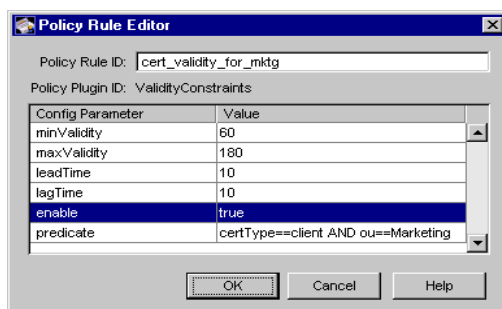 Policy Rule Editor
Policy Rule ID: cert_validity_for_mktg
Policy Plugin ID: ValidityConstraints
Config Parameter Value
minValidity 60
maxValidity 180
leadTime 10
lagTime 10
enable true
predicate certType==client AND ou==Marketing
OK Cancel Help